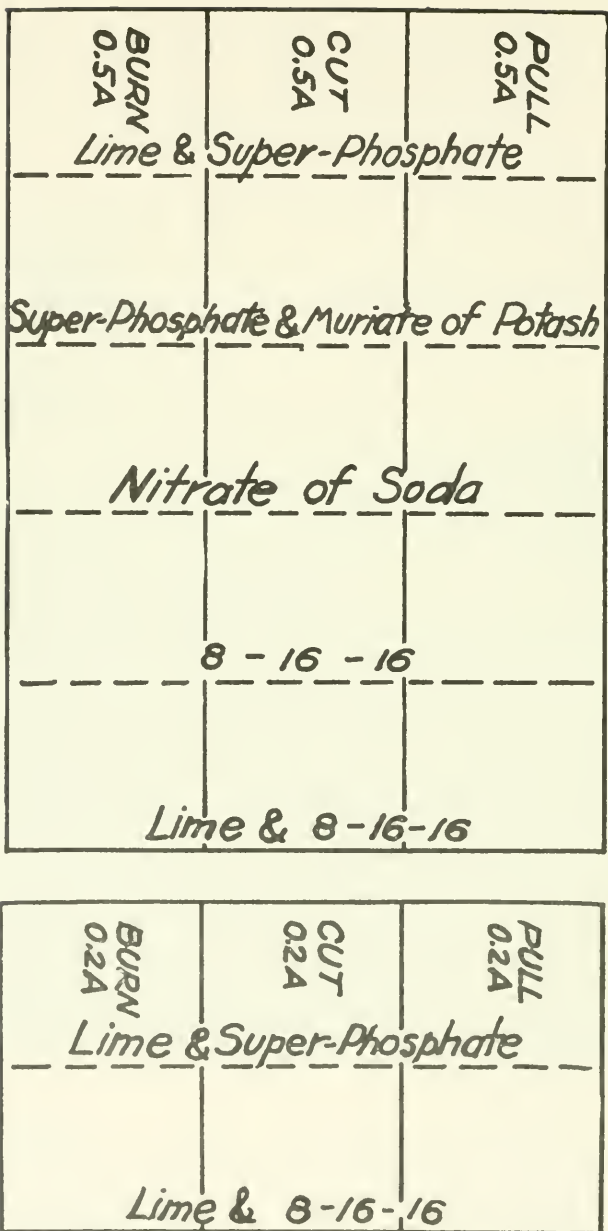 BURN
0.5A
CUT
0.5A
PULL
0.5A
Lime & Super-Phosphate
Super-Phosphate & Muriate of Potash
Nitrate of Soda
8 - 16 - 16
Lime & 8-16-16
BURN
0.2A
CUT
0.2A
PULL
0.2A
Lime & Super-Phosphate
Lime & 8-16-16